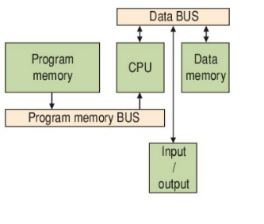 Data BUS
Program
memory
CPU
Data
memory
Program memory BUS
Input
/
output